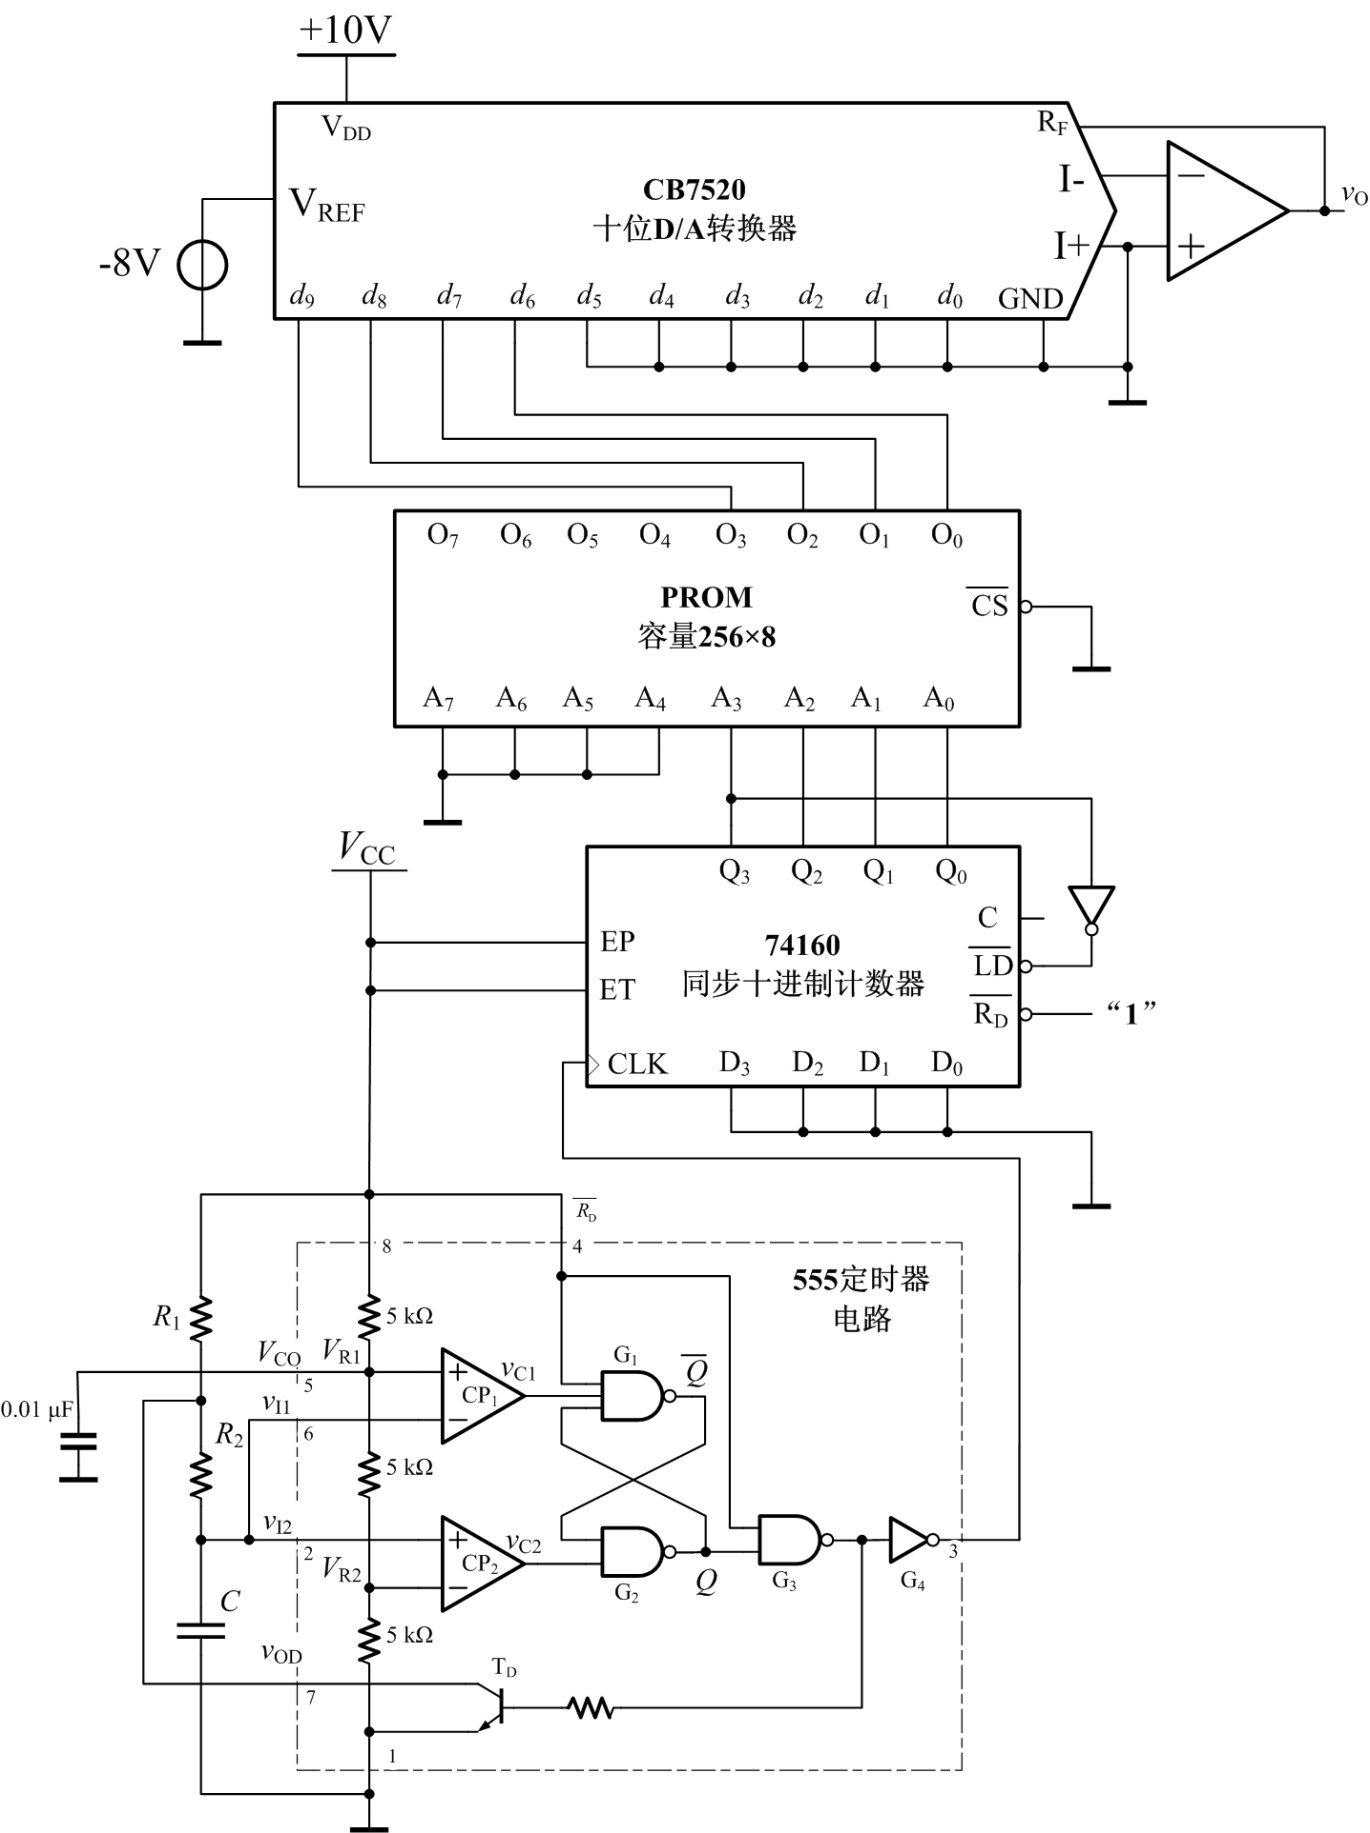 +10V
V_DD
R_F
CB7520
十位D/A转换器
I-
V_REF
v_O
-8V
I+
d_9 d_8 d_7 d_6 d_5 d_4 d_3 d_2 d_1 d_0 GND
O_7 O_6 O_5 O_4 O_3 O_2 O_1 O_0
PROM
容量256×8
C̅S̅
A_7 A_6 A_5 A_4 A_3 A_2 A_1 A_0
V_CC
Q_3 Q_2 Q_1 Q_0
C
EP
74160
同步十进制计数器
L̅D̅
ET
R̅_D̅
“1”
CLK
D_3 D_2 D_1 D_0
R̅_D̅
8
4
555定时器
电路
R_1
5 kΩ
V_CO
5
V_R1
+
CP_1
−
v_C1
G_1
Q̅
0.01 μF
v_I1
6
R_2
5 kΩ
v_I2
2
V_R2
+
CP_2
−
v_C2
G_2
Q
G_3
G_4
3
C
5 kΩ
v_OD
7
T_D
1